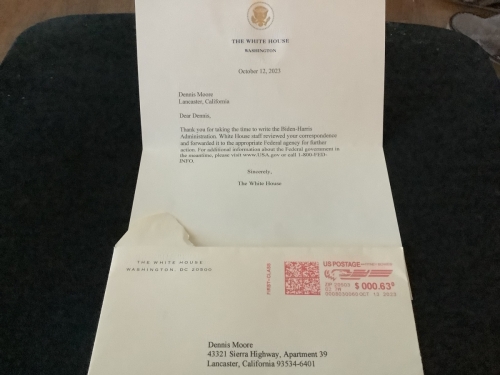 THE WHITE HOUSE
WASHINGTON
October 12, 2023
Dennis Moore
Lancaster, California
Dear Dennis,
Thank you for taking the time to write the Biden-Harris
Administration. White House staff reviewed your correspondence
and forwarded it to the appropriate Federal agency for further
action. For additional information about the Federal government in
the meantime, please visit www.USA.gov or call 1-800-FED-
INFO.
Sincerely,
The White House
THE WHITE HOUSE
WASHINGTON, DC 20500
FIRST-CLASS
US POSTAGE
$ 000.63
OCT 2023
Dennis Moore
43321 Sierra Highway, Apartment 39
Lancaster, California 93534-6401